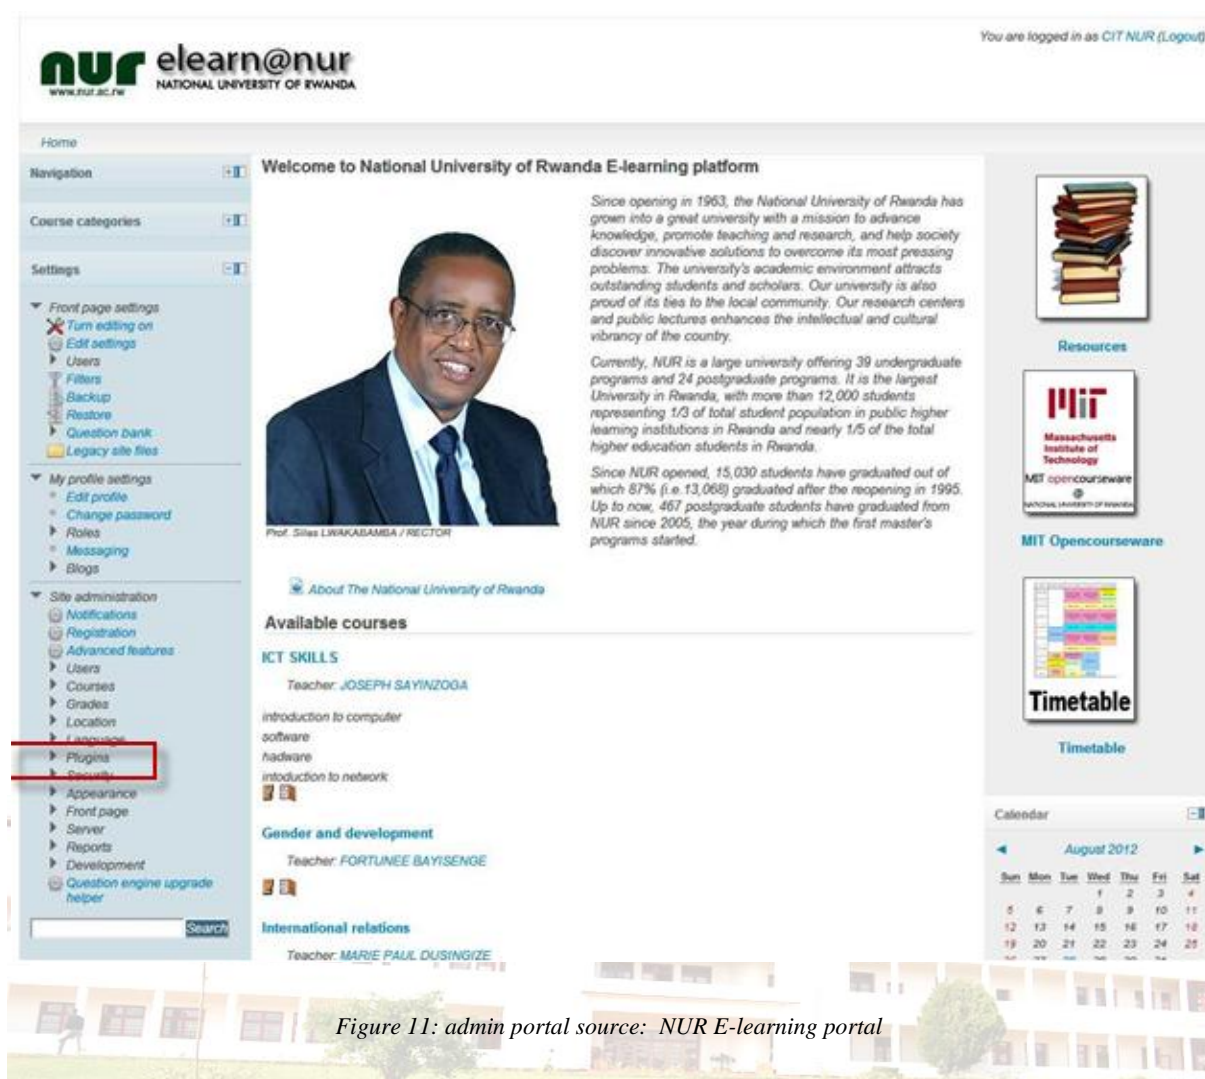 You are logged in as CIT NUR (Logout)
nur elearn@nur
www.nur.ac.rw NATIONAL UNIVERSITY OF RWANDA
Home
Navigation
Course categories
Settings
Front page settings
Turn editing on
Edit settings
Users
Filters
Backup
Restore
Question bank
Legacy site files
My profile settings
Edit profile
Change password
Roles
Messaging
Blogs
Site administration
Notifications
Registration
Advanced features
Users
Courses
Grades
Location
Language
Plugins
Security
Appearance
Front page
Server
Reports
Development
Question engine upgrade
helper
Search
Welcome to National University of Rwanda E-learning platform
Since opening in 1963, the National University of Rwanda has
grown into a great university with a mission to advance
knowledge, promote teaching and research, and help society
discover innovative solutions to overcome its most pressing
problems. The university's academic environment attracts
outstanding students and scholars. Our university is also
proud of its ties to the local community. Our research centers
and public lectures enhances the intellectual and cultural
vibrancy of the country.
Currently, NUR is a large university offering 39 undergraduate
programs and 24 postgraduate programs. It is the largest
University in Rwanda, with more than 12,000 students
representing 1/3 of total student population in public higher
learning institutions in Rwanda and nearly 1/5 of the total
higher education students in Rwanda.
Since NUR opened, 15,030 students have graduated out of
which 87% (i.e.13,068) graduated after the reopening in 1995.
Up to now, 467 postgraduate students have graduated from
NUR since 2005, the year during which the first master's
programs started.
Prof. Silas LWAKABAMBA / RECTOR
About The National University of Rwanda
Available courses
ICT SKILLS
Teacher: JOSEPH SAYINZOGA
introduction to computer
software
hadware
intoduction to network
Gender and development
Teacher: FORTUNEE BAYISENGE
International relations
Teacher: MARIE PAUL DUSINGIZE
Resources
MIT
Massachusetts
Institute of
Technology
MIT opencourseware
@
NATIONAL UNIVERSITY OF RWANDA
MIT Opencourseware
Timetable
Timetable
Calendar
August 2012
Sun Mon Tue Wed Thu Fri Sat
1 2 3 4
5 6 7 8 9 10 11
12 13 14 15 16 17 18
19 20 21 22 23 24 25
26 27 28 29 30 31
Figure 11: admin portal source: NUR E-learning portal